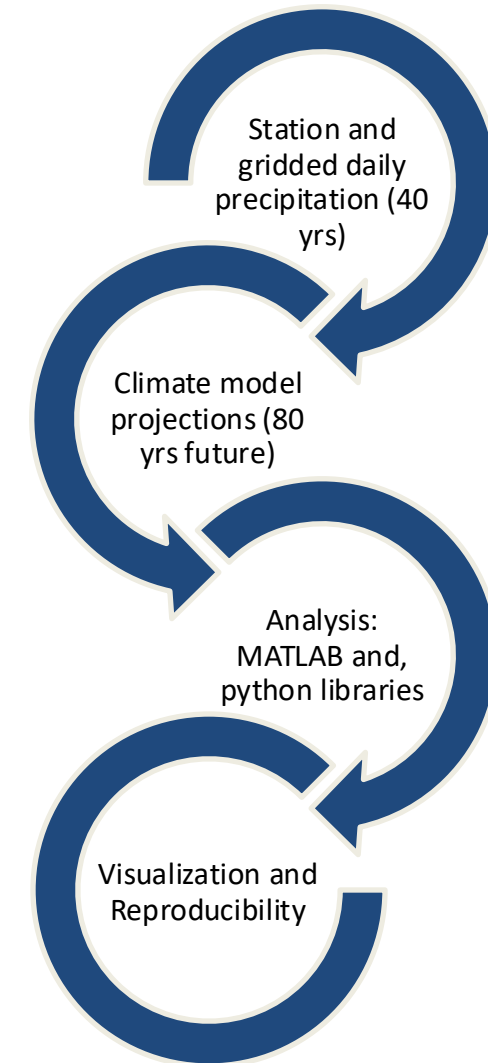 Station and
gridded daily
precipitation (40
yrs)
Climate model
projections (80
yrs future)
Analysis:
MATLAB and,
python libraries
Visualization and
Reproducibility